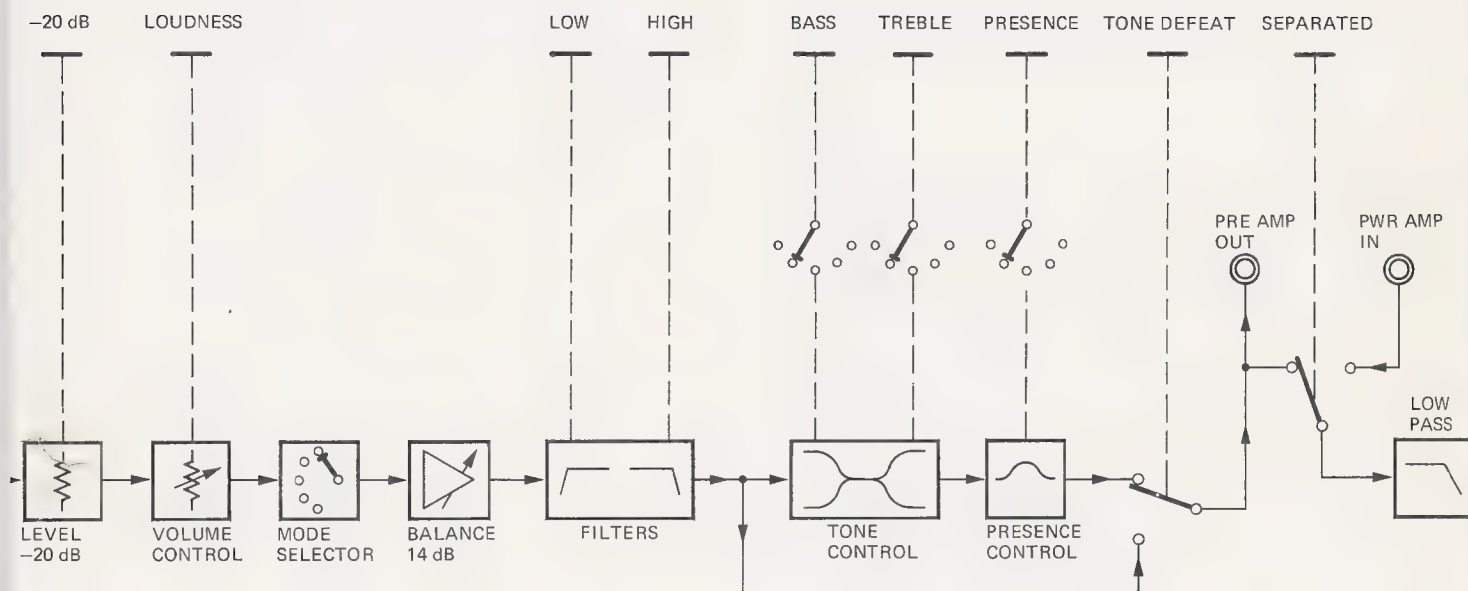 −20 dB
LOUDNESS
LOW
HIGH
BASS
TREBLE
PRESENCE
TONE DEFEAT
SEPARATED
PRE AMP
OUT
PWR AMP
IN
LOW
PASS
LEVEL
−20 dB
VOLUME
CONTROL
MODE
SELECTOR
BALANCE
14 dB
FILTERS
TONE
CONTROL
PRESENCE
CONTROL